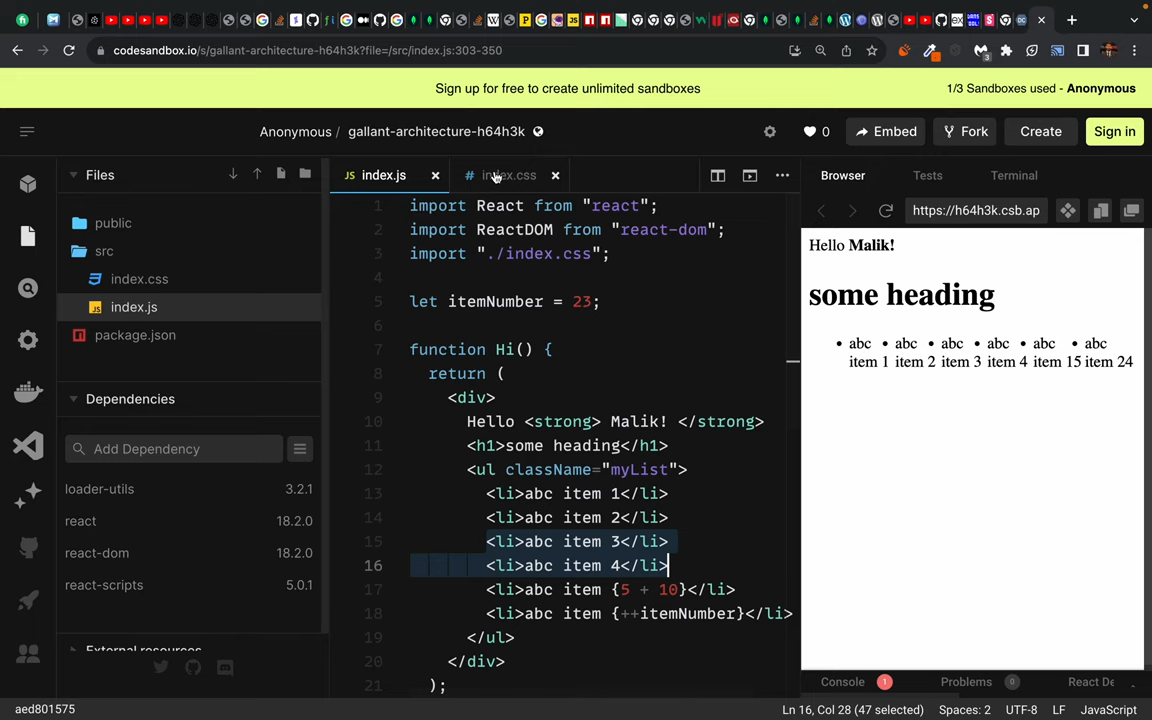 codesandbox.io/s/gallant-architecture-h64h3k?file=/src/index.js:303-350
Sign up for free to create unlimited sandboxes
1/3 Sandboxes used - Anonymous
Anonymous / gallant-architecture-h64h3k
0
Embed
Fork
Create
Sign in
Files
JS index.js
# index.css
Browser
Tests
Terminal
https://h64h3k.csb.ap
public
src
index.css
JS index.js
package.json
Dependencies
Add Dependency
loader-utils 3.2.1
react 18.2.0
react-dom 18.2.0
react-scripts 5.0.1
External resources
1 import React from "react";
2 import ReactDOM from "react-dom";
3 import "./index.css";
4
5 let itemNumber = 23;
6
7 function Hi() {
8 return (
9 <div>
10 Hello <strong> Malik! </strong>
11 <h1>some heading</h1>
12 <ul className="myList">
13 <li>abc item 1</li>
14 <li>abc item 2</li>
15 <li>abc item 3</li>
16 <li>abc item 4</li>
17 <li>abc item {5 + 10}</li>
18 <li>abc item {++itemNumber}</li>
19 </ul>
20 </div>
21 );
Hello Malik!
some heading
• abc • abc • abc • abc • abc • abc
item 1 item 2 item 3 item 4 item 15 item 24
Console 1
Problems 0
React De
aed801575
Ln 16, Col 28 (47 selected)
Spaces: 2
UTF-8
LF
JavaScript